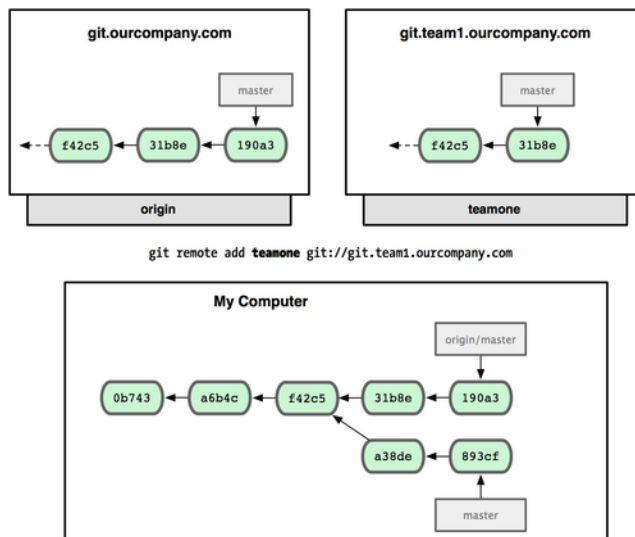 git.ourcompany.com
master
f42c5 31b8e 190a3
origin
git.team1.ourcompany.com
master
f42c5 31b8e
teamone
git remote add teamone git://git.team1.ourcompany.com
My Computer
origin/master
0b743 a6b4c f42c5 31b8e 190a3
a38de 893cf
master